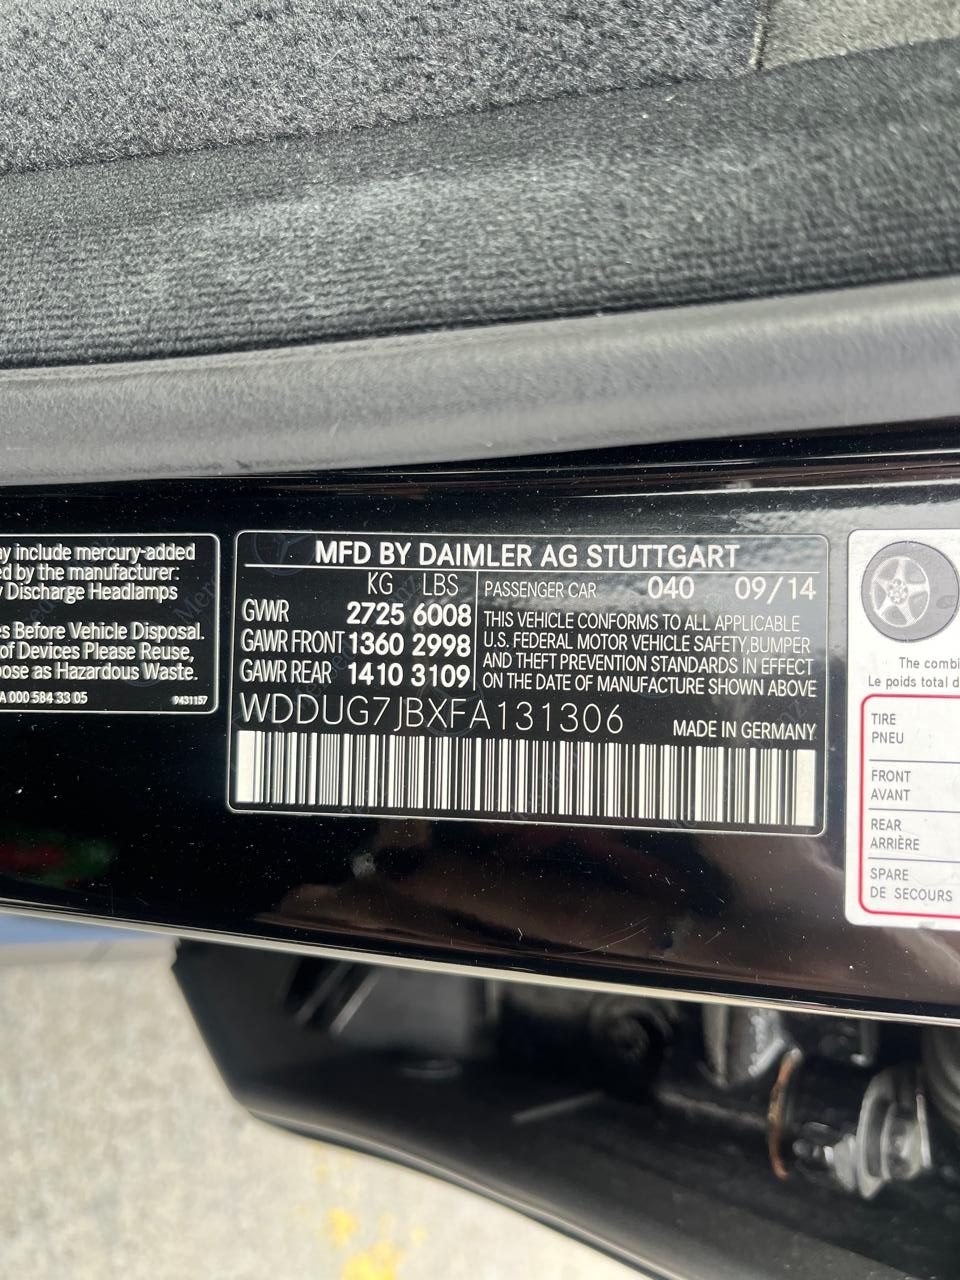 ay include mercury-added
ed by the manufacturer:
y Discharge Headlamps
es Before Vehicle Disposal.
of Devices Please Reuse,
pose as Hazardous Waste.
A 000 584 33 05 9431157
MFD BY DAIMLER AG STUTTGART
KG LBS
GWR 2725 6008
GAWR FRONT 1360 2998
GAWR REAR 1410 3109
PASSENGER CAR 040 09/14
THIS VEHICLE CONFORMS TO ALL APPLICABLE
U.S. FEDERAL MOTOR VEHICLE SAFETY,BUMPER
AND THEFT PREVENTION STANDARDS IN EFFECT
ON THE DATE OF MANUFACTURE SHOWN ABOVE
WDDUG7JBXFA131306 MADE IN GERMANY
The combi
Le poids total d
TIRE
PNEU
FRONT
AVANT
REAR
ARRIÈRE
SPARE
DE SECOURS